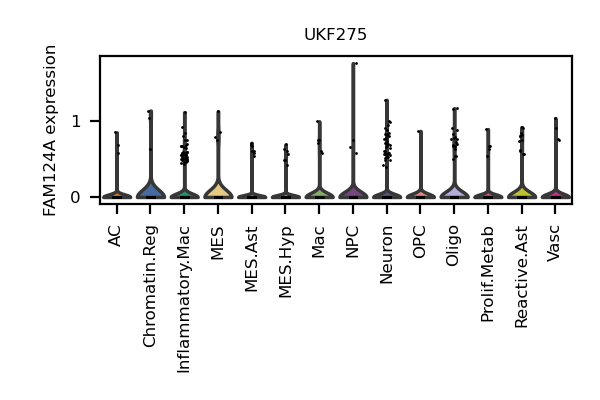 UKF275
FAM124A expression
1
0
AC
Chromatin.Reg
Inflammatory.Mac
MES
MES.Ast
MES.Hyp
Mac
NPC
Neuron
OPC
Oligo
Prolif.Metab
Reactive.Ast
Vasc